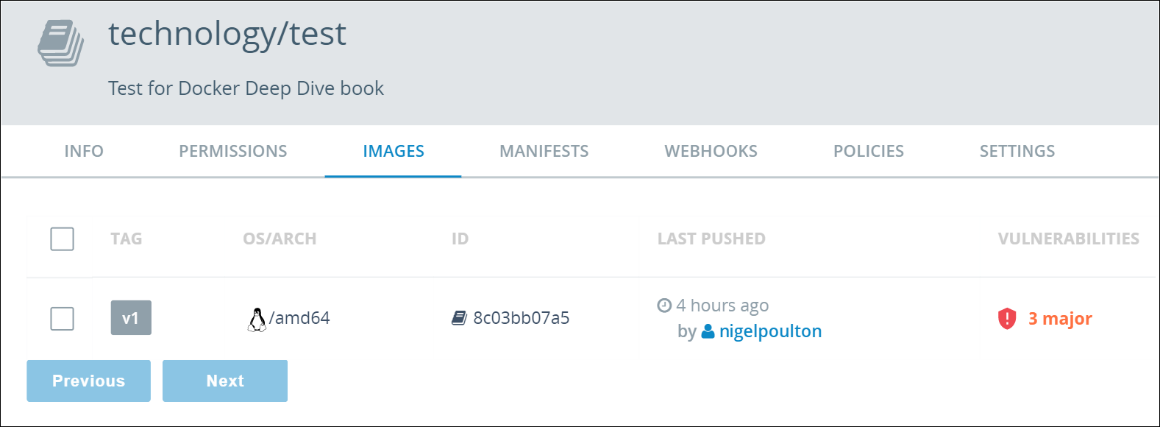 technology/test
Test for Docker Deep Dive book
INFO PERMISSIONS IMAGES MANIFESTS WEBHOOKS POLICIES SETTINGS
TAG OS/ARCH ID LAST PUSHED VULNERABILITIES
v1 /amd64 8c03bb07a5 4 hours ago 3 major
by nigelpoulton
Previous Next